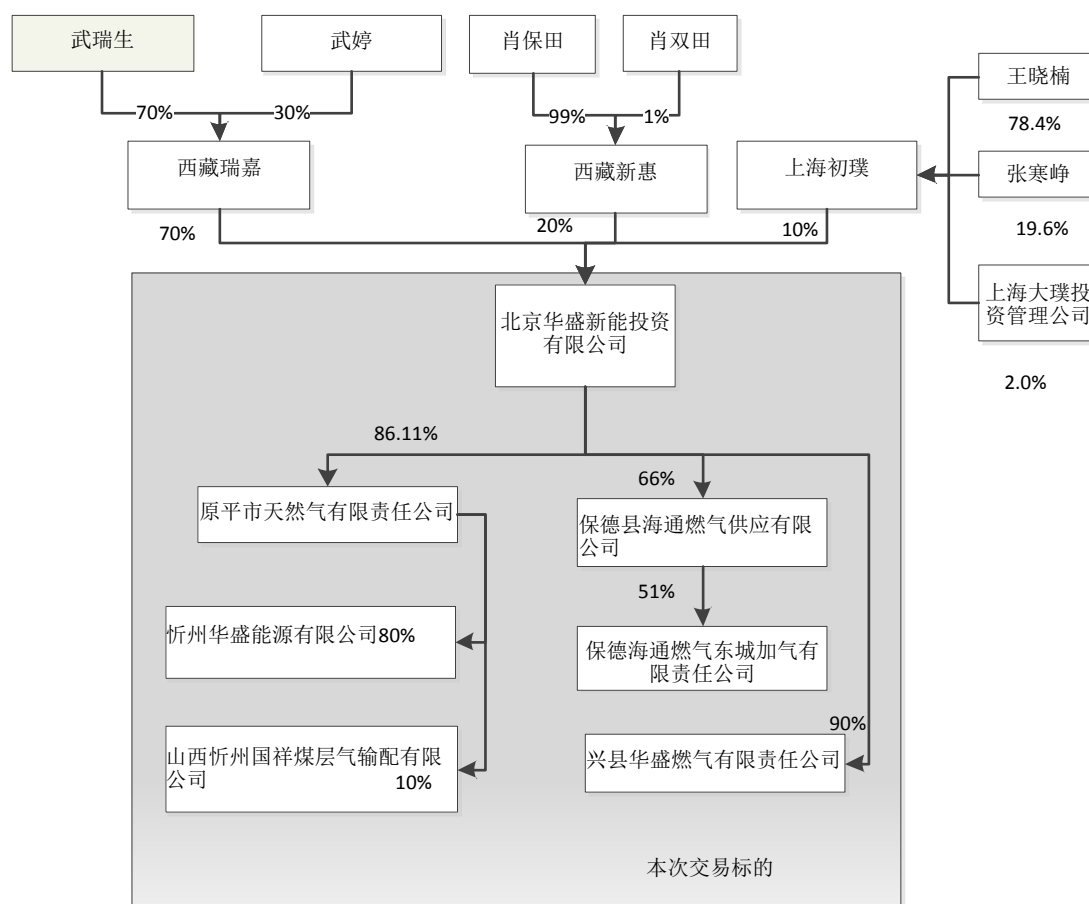 武瑞生
武婷
肖保田
肖双田
王晓楠
70%
30%
99%
1%
78.4%
西藏瑞嘉
西藏新惠
上海初璞
张寒峥
70%
20%
10%
19.6%
上海大璞投
资管理公司
2.0%
北京华盛新能投资
有限公司
86.11%
66%
原平市天然气有限责任公司
保德县海通燃气供应有限
公司
51%
忻州华盛能源有限公司80%
保德海通燃气东城加气有
限责任公司
90%
山西忻州国祥煤层气输配有限
公司
10%
兴县华盛燃气有限责任公司
本次交易标的